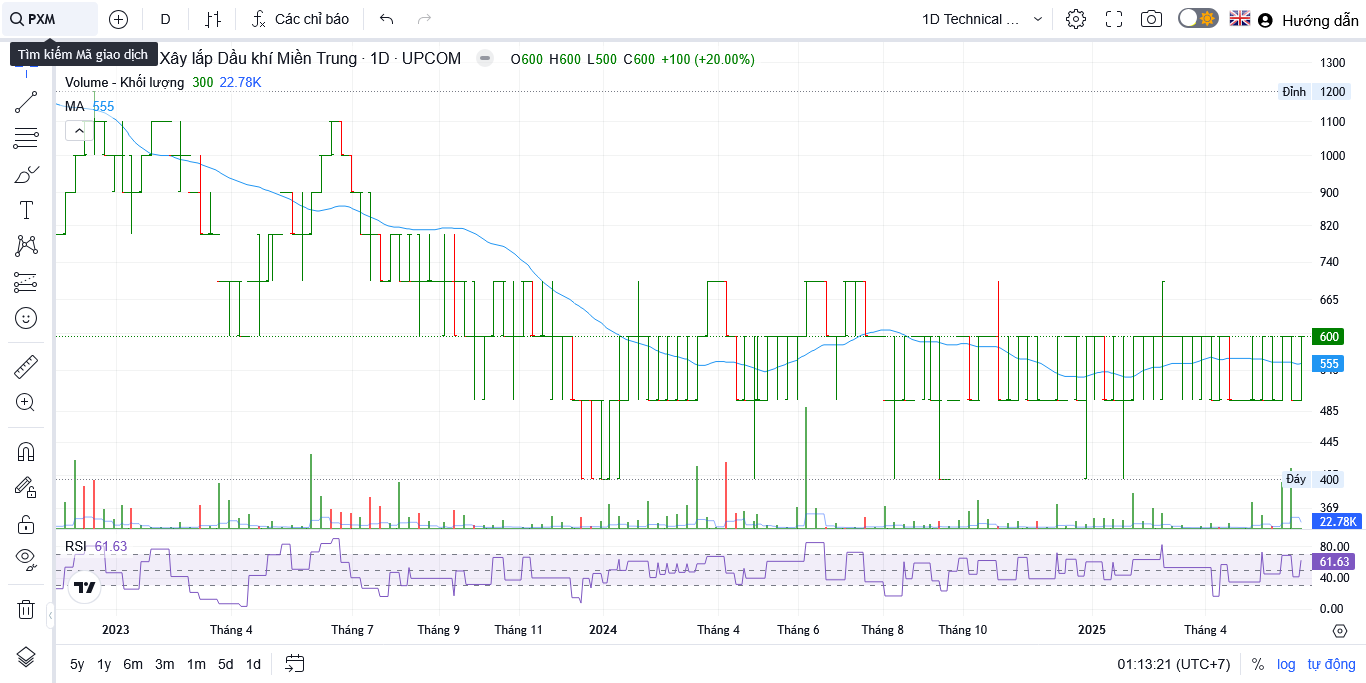 PXM D Các chỉ báo 1D Technical ... Hướng dẫn
Tìm kiếm Mã giao dịch Xây lắp Dầu khí Miền Trung · 1D · UPCOM O600 H600 L500 C600 +100 (+20.00%)
Volume - Khối lượng 300 22.78K
MA 555
1300
Đỉnh 1200
1100
1000
900
820
740
665
600
555
485
445
Đáy 400
369
22.78K
RSI 61.63
80.00
61.63
40.00
0.00
2023 Tháng 4 Tháng 7 Tháng 9 Tháng 11 2024 Tháng 4 Tháng 6 Tháng 8 Tháng 10 2025 Tháng 4
5y 1y 6m 3m 1m 5d 1d 01:13:21 (UTC+7) % log tự động